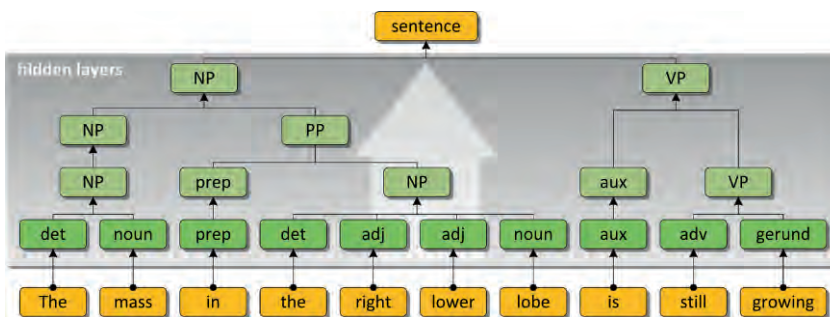 sentence
hidden layers
NP VP
NP PP
NP prep NP aux VP
det noun prep det adj adj noun aux adv gerund
The mass in the right lower lobe is still growing